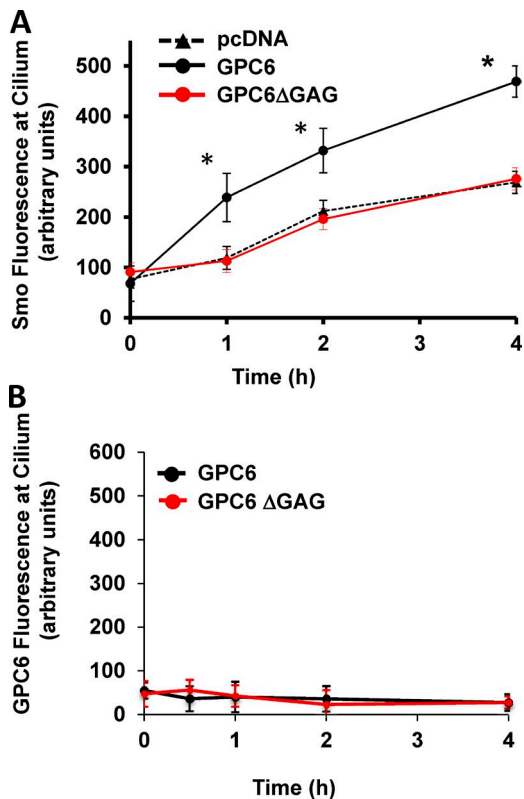 A
pcDNA
GPC6
GPC6ΔGAG
Smo Fluorescence at Cilium
(arbitrary units)
500
400
300
200
100
0
*
*
*
0 1 2 3 4
Time (h)
B
GPC6
GPC6 ΔGAG
GPC6 Fluorescence at Cilium
(arbitrary units)
600
500
400
300
200
100
0
0 1 2 3 4
Time (h)